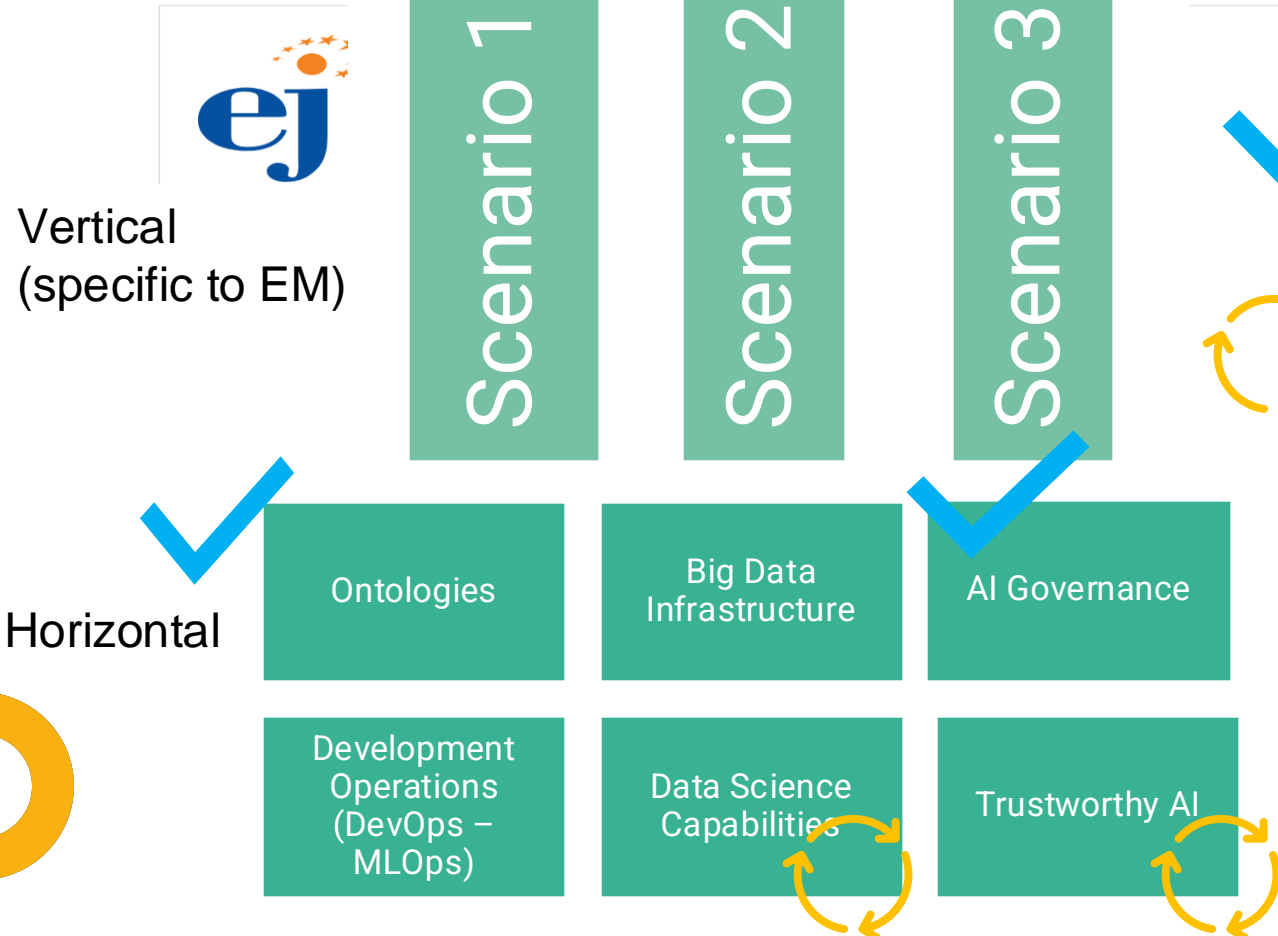 ej
Scenario 1
Scenario 2
Scenario 3
Vertical
(specific to EM)
Horizontal
Ontologies
Big Data
Infrastructure
AI Governance
Development
Operations
(DevOps –
MLOps)
Data Science
Capabilities
Trustworthy AI